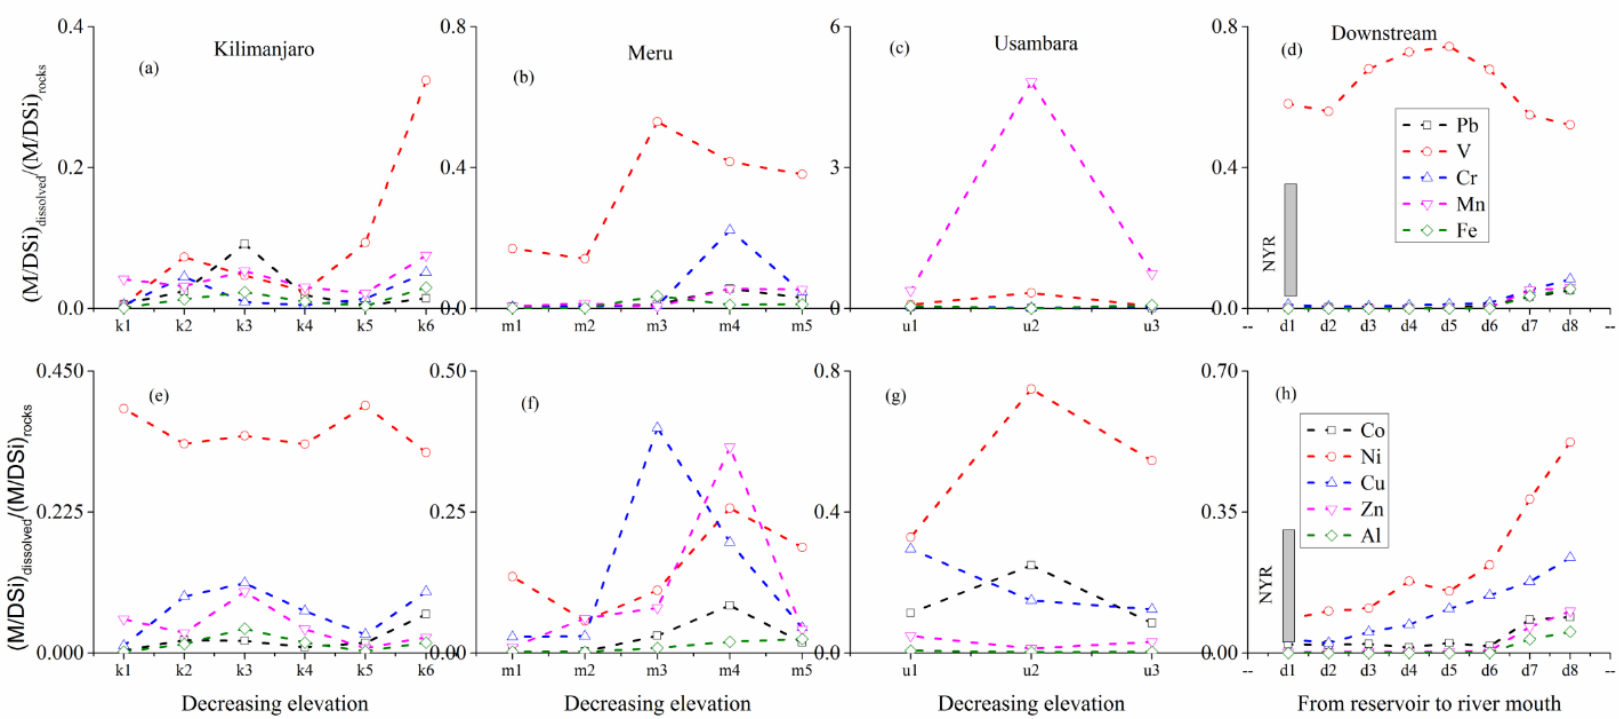 Kilimanjaro
(a)
(M/DSi)dissolved/(M/DSi)rocks
0.4
0.2
0.0
k1 k2 k3 k4 k5 k6
Meru
(b)
0.8
0.4
0.0
m1 m2 m3 m4 m5
Usambara
(c)
6
3
0
u1 u2 u3
Downstream
(d)
0.8
0.4
0.0
NYR
Pb
V
Cr
Mn
Fe
-- d1 d2 d3 d4 d5 d6 d7 d8 --
(e)
(M/DSi)dissolved/(M/DSi)rocks
0.450
0.225
0.000
k1 k2 k3 k4 k5 k6
Decreasing elevation
(f)
0.50
0.25
0.00
m1 m2 m3 m4 m5
Decreasing elevation
(g)
0.8
0.4
0.0
u1 u2 u3
Decreasing elevation
(h)
0.70
0.35
0.00
NYR
Co
Ni
Cu
Zn
Al
-- d1 d2 d3 d4 d5 d6 d7 d8 --
From reservoir to river mouth